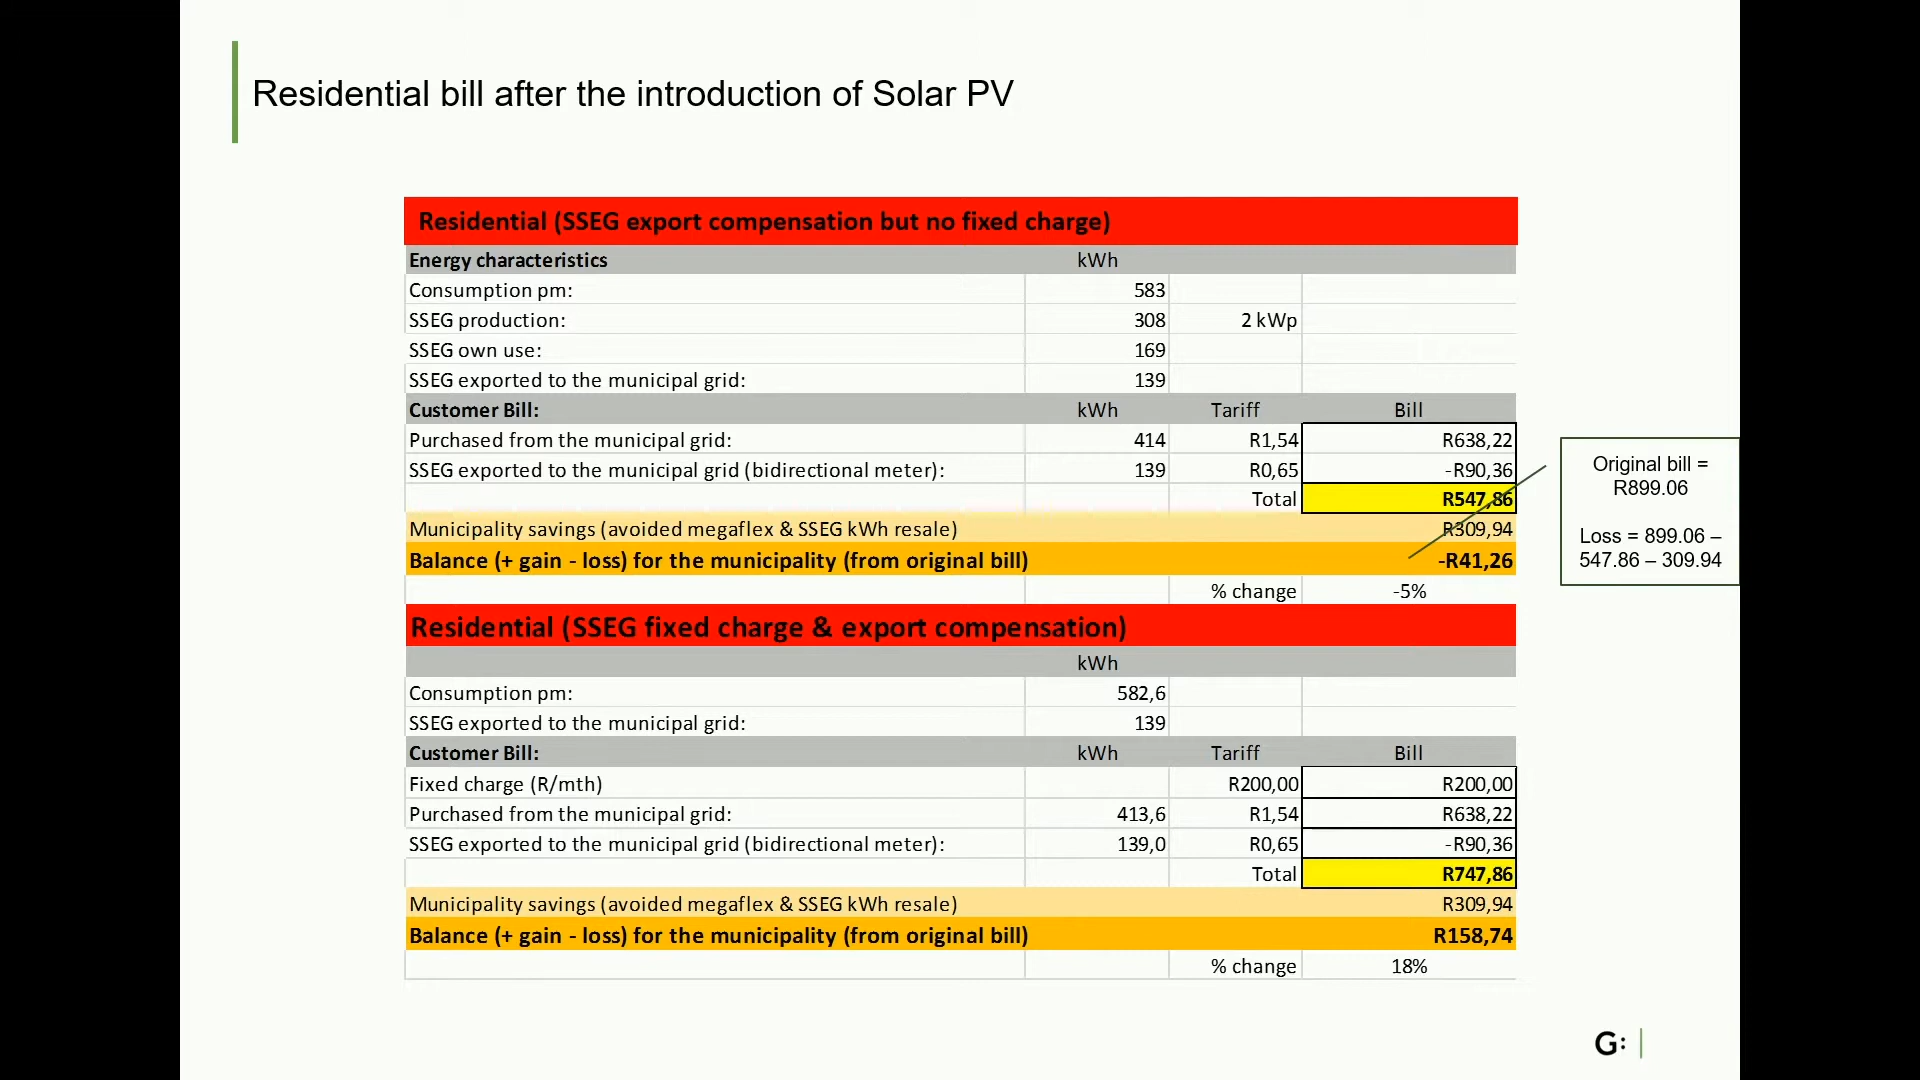 Residential bill after the introduction of Solar PV
Residential (SSEG export compensation but no fixed charge)
Energy characteristics kWh
Consumption pm: 583
SSEG production: 308 2 kWp
SSEG own use: 169
SSEG exported to the municipal grid: 139
Customer Bill: kWh Tariff Bill
Purchased from the municipal grid: 414 R1,54 R638,22
SSEG exported to the municipal grid (bidirectional meter): 139 R0,65 -R90,36
Total R547,86
Municipality savings (avoided megaflex & SSEG kWh resale) R309,94
Balance (+ gain - loss) for the municipality (from original bill) -R41,26
% change -5%
Original bill =
R899.06
Loss = 899.06 –
547.86 – 309.94
Residential (SSEG fixed charge & export compensation)
kWh
Consumption pm: 582,6
SSEG exported to the municipal grid: 139
Customer Bill: kWh Tariff Bill
Fixed charge (R/mth) R200,00 R200,00
Purchased from the municipal grid: 413,6 R1,54 R638,22
SSEG exported to the municipal grid (bidirectional meter): 139,0 R0,65 -R90,36
Total R747,86
Municipality savings (avoided megaflex & SSEG kWh resale) R309,94
Balance (+ gain - loss) for the municipality (from original bill) R158,74
% change 18%
G: